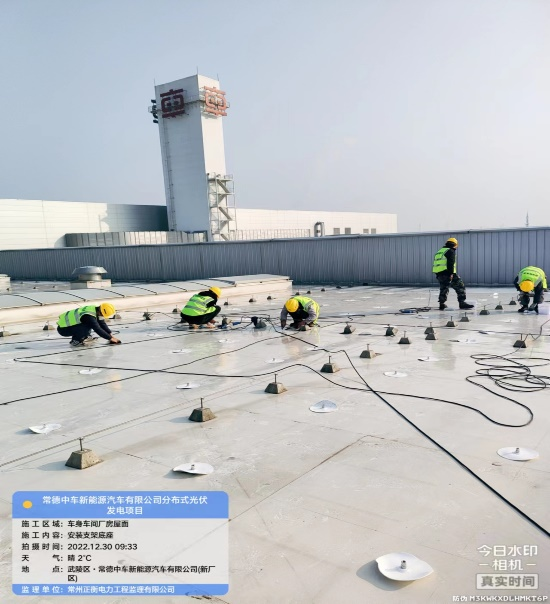 常德中车新能源汽车有限公司分布式光伏
发电项目
施工区域：车身车间厂房屋面
施工内容：安装支架底座
拍摄时间：2022.12.30 09:33
天 气：晴 2℃
地 点：武陵区·常德中车新能源汽车有限公司(新厂
区)
监理单位：常州正衡电力工程监理有限公司
今日水印
相机
真实时间
防伪 M3KWKXDLHMKT6P